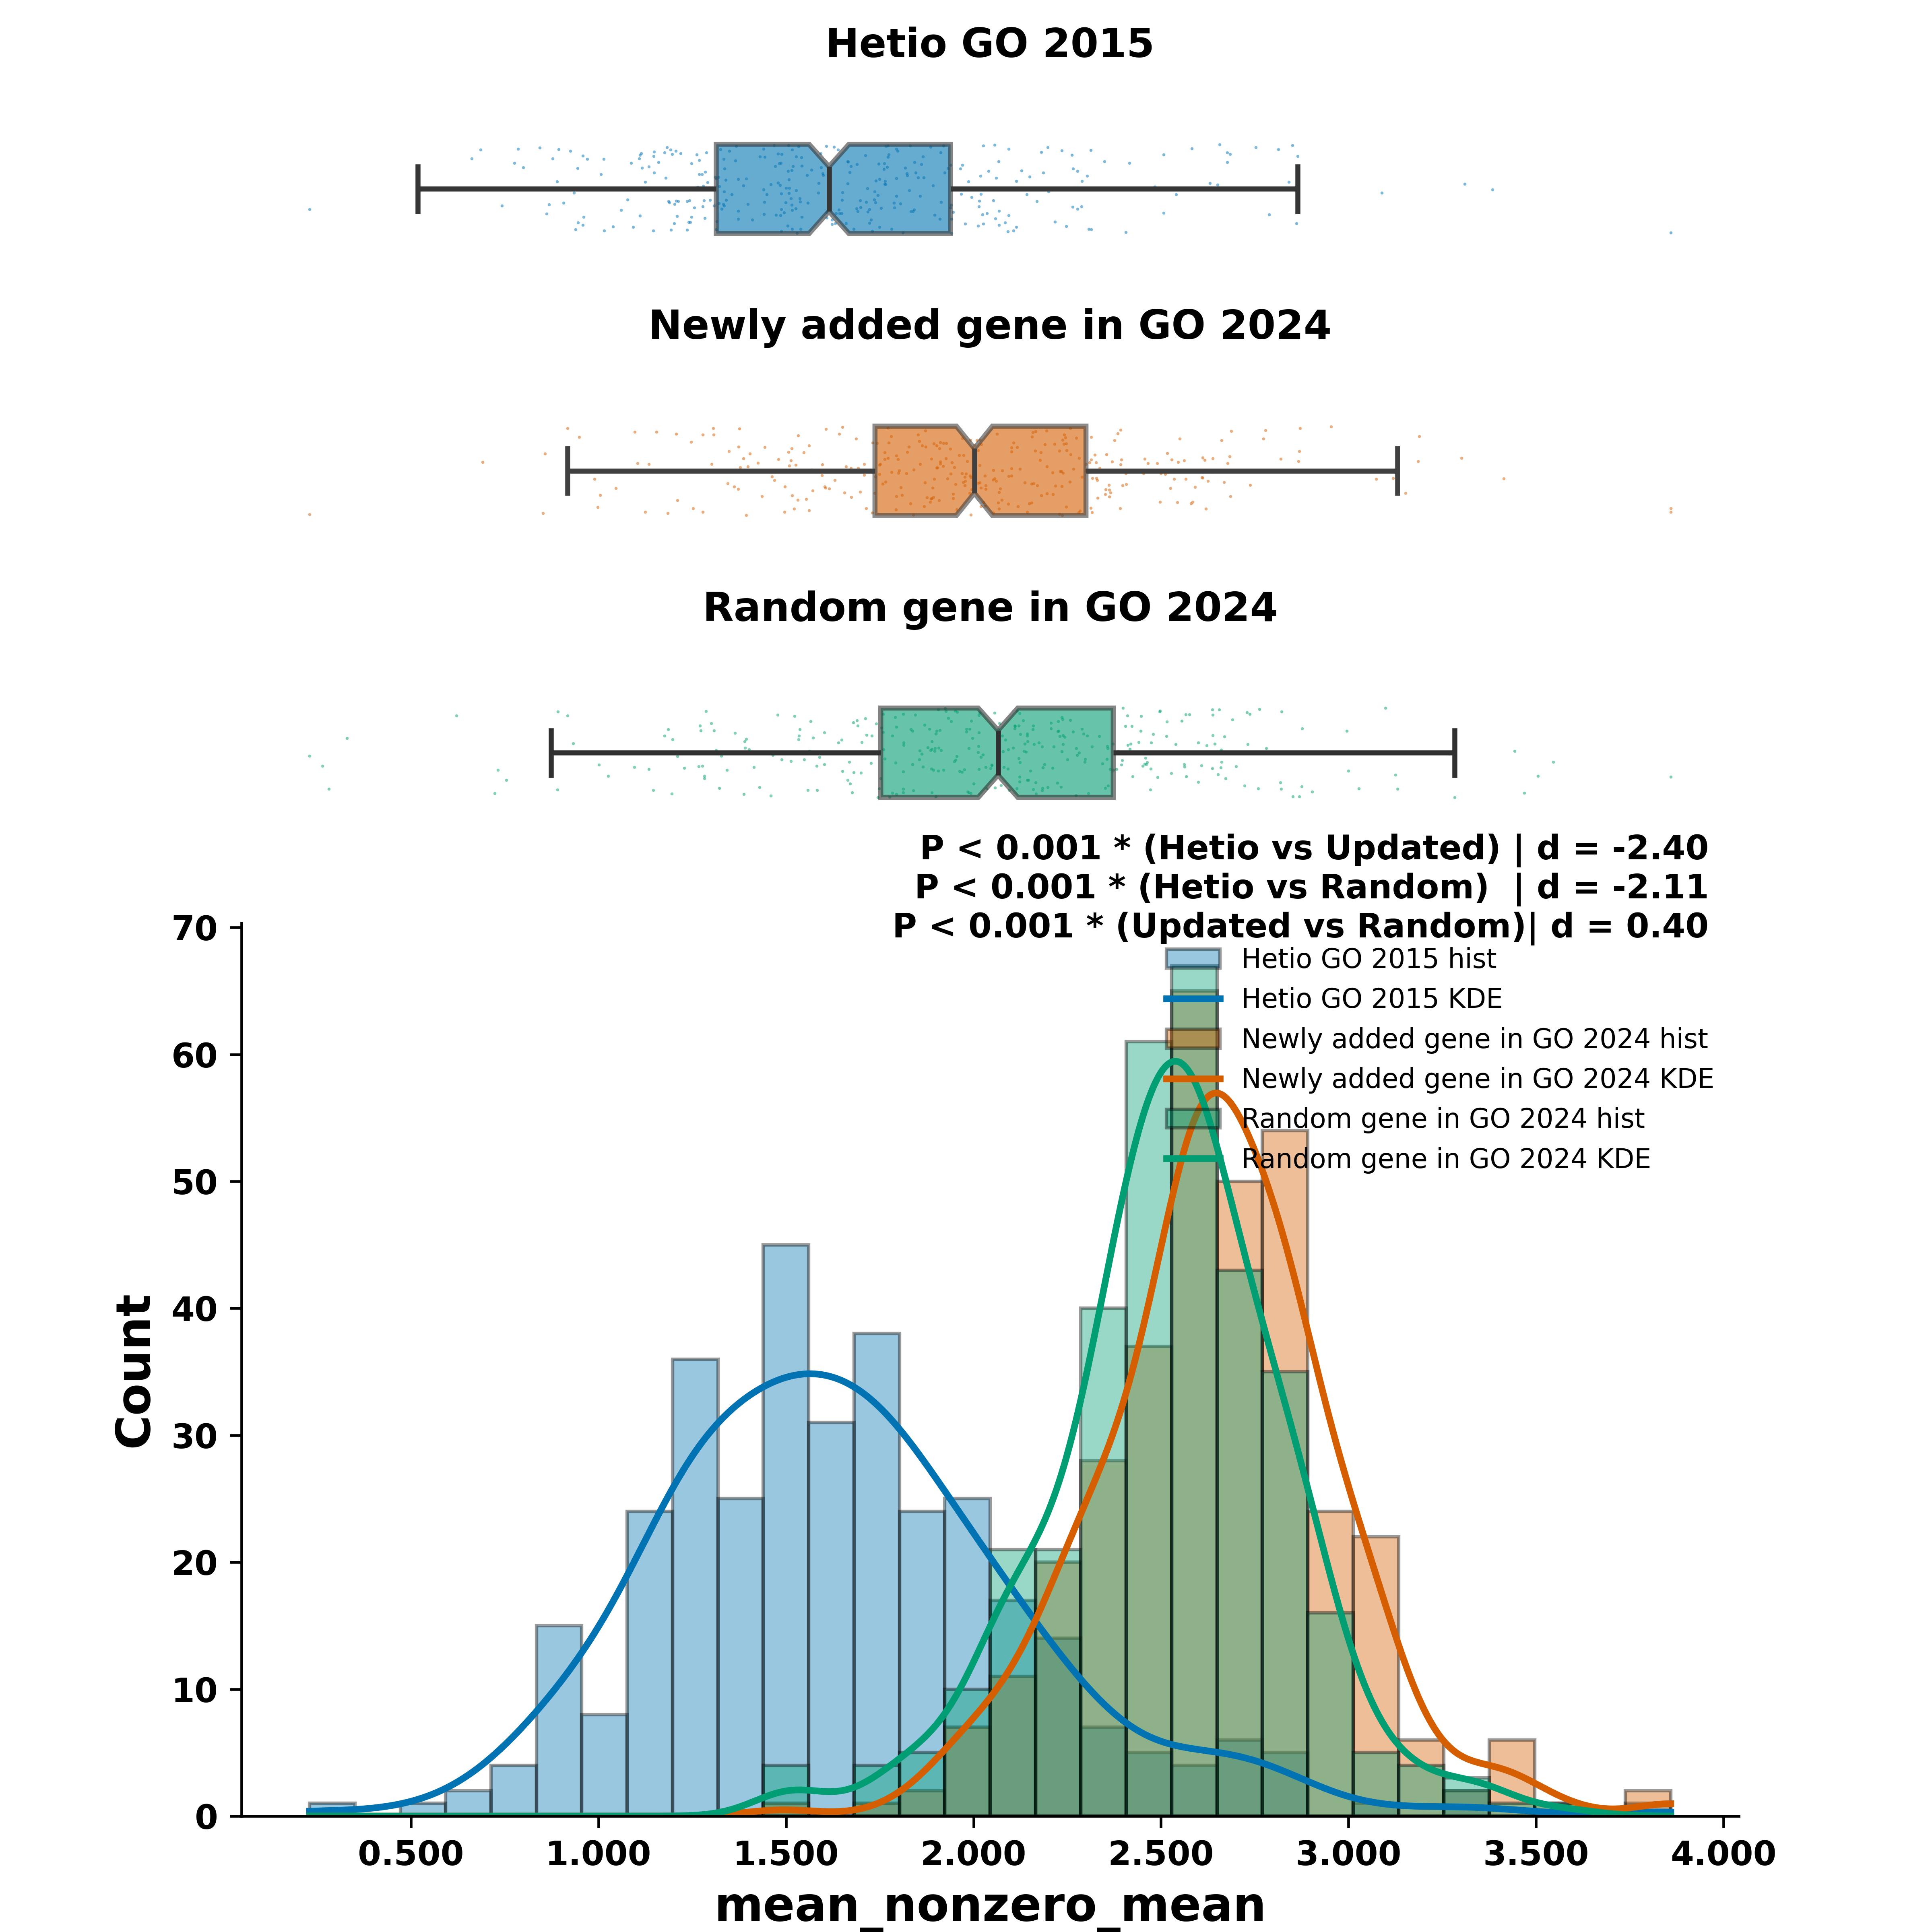 Hetio GO 2015
Newly added gene in GO 2024
Random gene in GO 2024
P < 0.001 * (Hetio vs Updated) | d = -2.40
P < 0.001 * (Hetio vs Random)  | d = -2.11
P < 0.001 * (Updated vs Random)| d = 0.40
Hetio GO 2015 hist
Hetio GO 2015 KDE
Newly added gene in GO 2024 hist
Newly added gene in GO 2024 KDE
Random gene in GO 2024 hist
Random gene in GO 2024 KDE
70
60
50
40
30
20
10
0
Count
0.500 1.000 1.500 2.000 2.500 3.000 3.500 4.000
mean_nonzero_mean